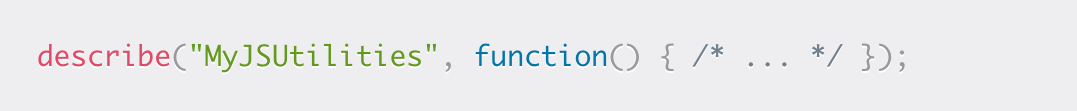 describe("MyJSUtilities", function() { /* ... */ });